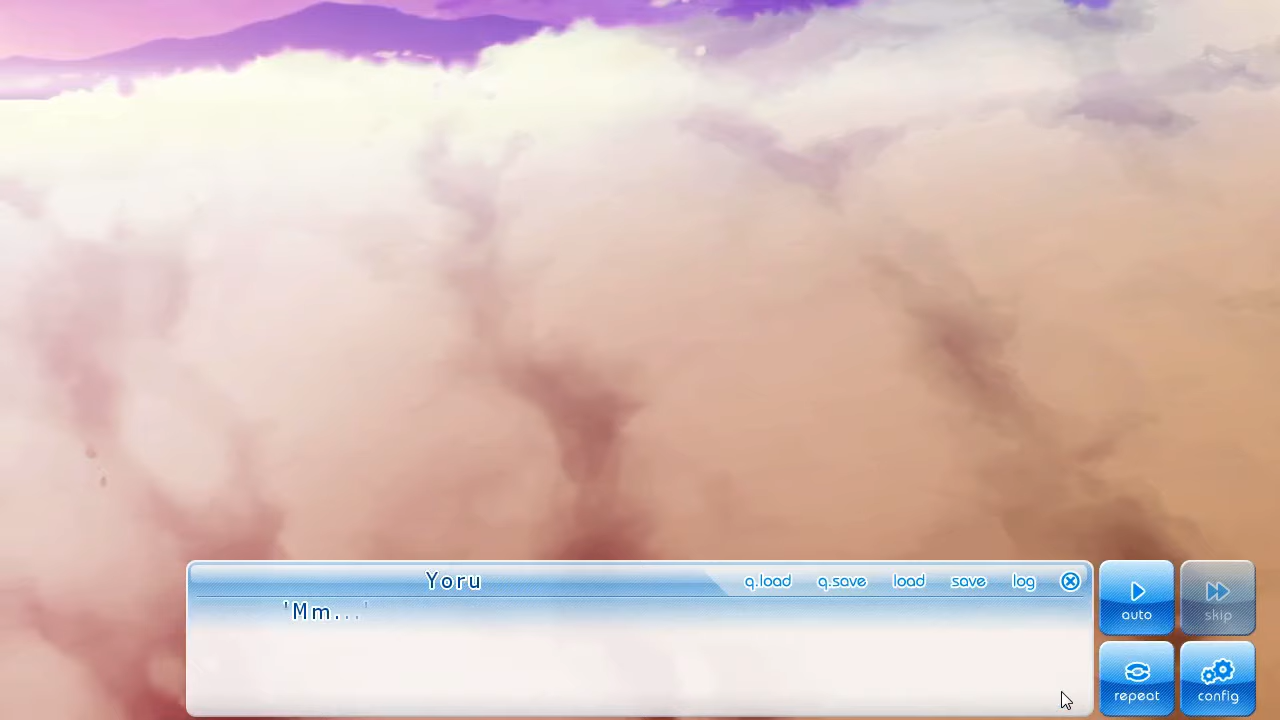 Yoru
q.load q.save load save log
'Mm...'
auto
skip
repeat
config